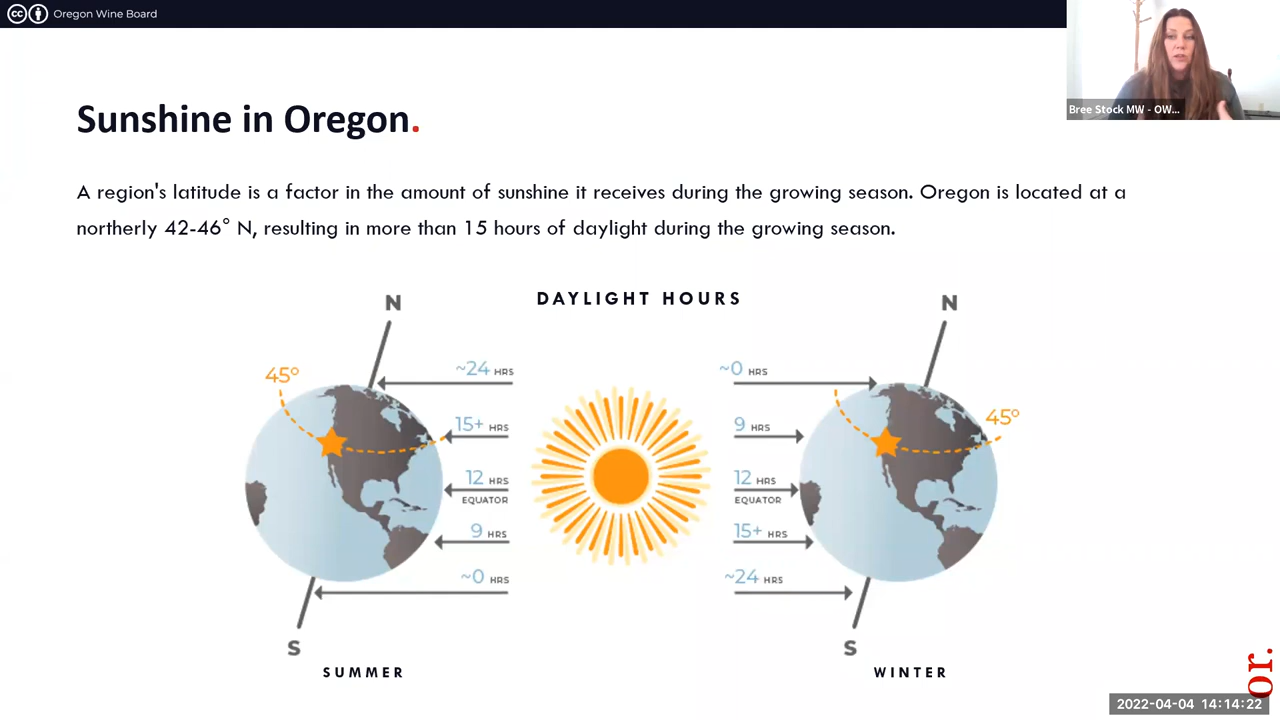 Oregon Wine Board
Bree Stock MW - OW...
Sunshine in Oregon.
A region's latitude is a factor in the amount of sunshine it receives during the growing season. Oregon is located at a
northerly 42-46° N, resulting in more than 15 hours of daylight during the growing season.
DAYLIGHT HOURS
N
45°
~24 HRS
15+ HRS
12 HRS
EQUATOR
9 HRS
~0 HRS
S
SUMMER
N
~0 HRS
9 HRS
45°
12 HRS
EQUATOR
15+ HRS
~24 HRS
S
WINTER
or.
2022-04-04 14:14:22